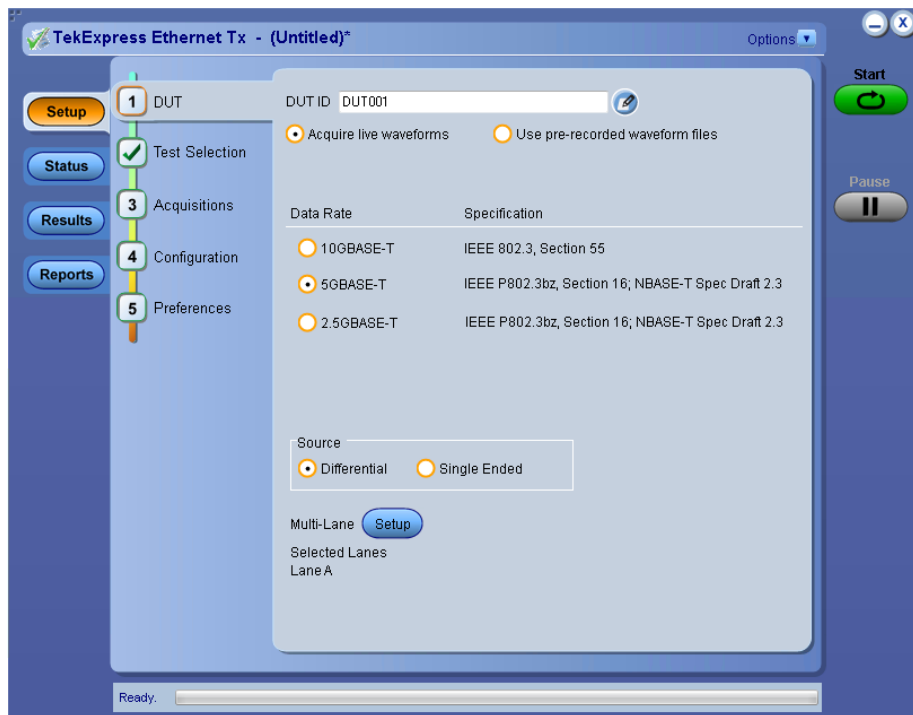 TekExpress Ethernet Tx - (Untitled)*
Options
X
Start
Pause
Setup
Status
Results
Reports
1 DUT
Test Selection
3 Acquisitions
4 Configuration
5 Preferences
DUT ID DUT001
Acquire live waveforms Use pre-recorded waveform files
Data Rate Specification
10GBASE-T IEEE 802.3, Section 55
5GBASE-T IEEE P802.3bz, Section 16; NBASE-T Spec Draft 2.3
2.5GBASE-T IEEE P802.3bz, Section 16; NBASE-T Spec Draft 2.3
Source
Differential Single Ended
Multi-Lane Setup
Selected Lanes
Lane A
Ready.